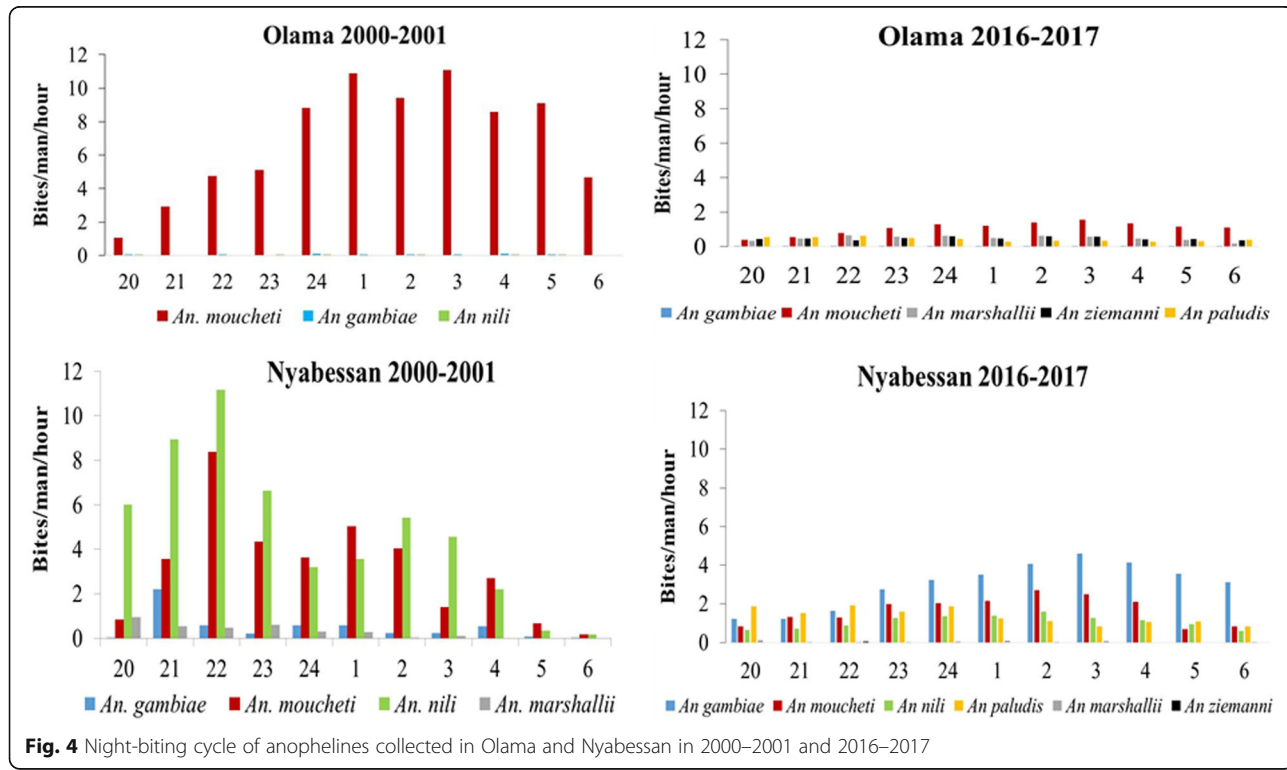 Olama 2000-2001
Bites/man/hour
12
10
8
6
4
2
0
20 21 22 23 24 1 2 3 4 5 6
An. moucheti An gambiae An nili
Olama 2016-2017
Bites/man/hour
12
10
8
6
4
2
0
20 21 22 23 24 1 2 3 4 5 6
An gambiae An moucheti An marshallii An ziemanni An paludis
Nyabessan 2000-2001
Bites/man/hour
12
10
8
6
4
2
0
20 21 22 23 24 1 2 3 4 5 6
An. gambiae An. moucheti An. nili An. marshallii
Nyabessan 2016-2017
Bites/man/hour
12
10
8
6
4
2
0
20 21 22 23 24 1 2 3 4 5 6
An gambiae An moucheti An nili An paludis An marshallii An ziemanni
Fig. 4 Night-biting cycle of anophelines collected in Olama and Nyabessan in 2000–2001 and 2016–2017